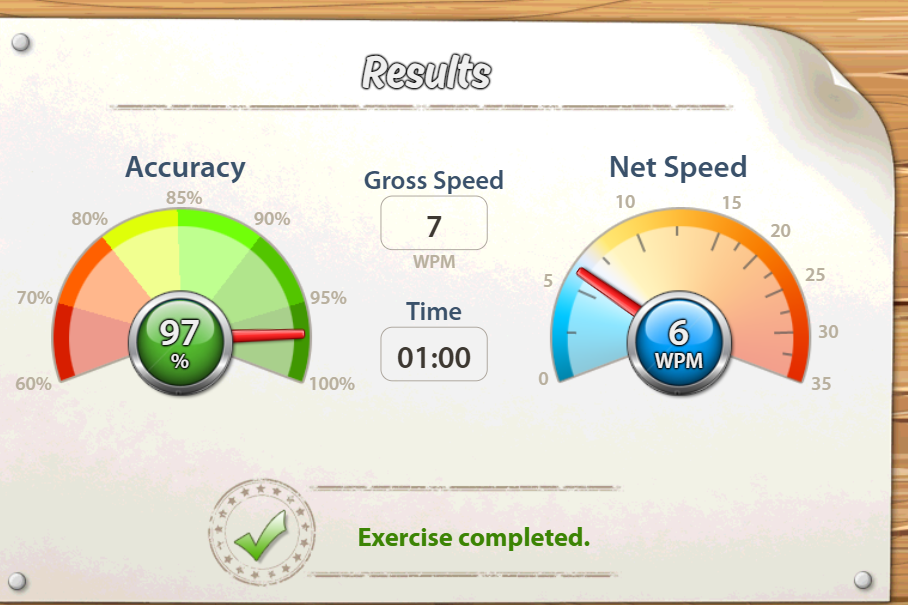 Results
Accuracy
60%
70%
80%
85%
90%
95%
100%
97
%
Gross Speed
7
WPM
Time
01:00
Net Speed
0
5
10
15
20
25
30
35
6
WPM
Exercise completed.